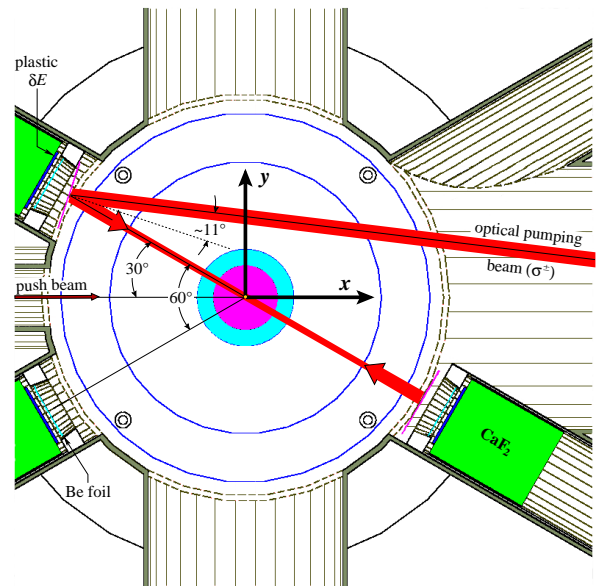 plastic
δE
y
~11°
optical pumping
beam (σ±)
30°
x
push beam
60°
CaF2
Be foil